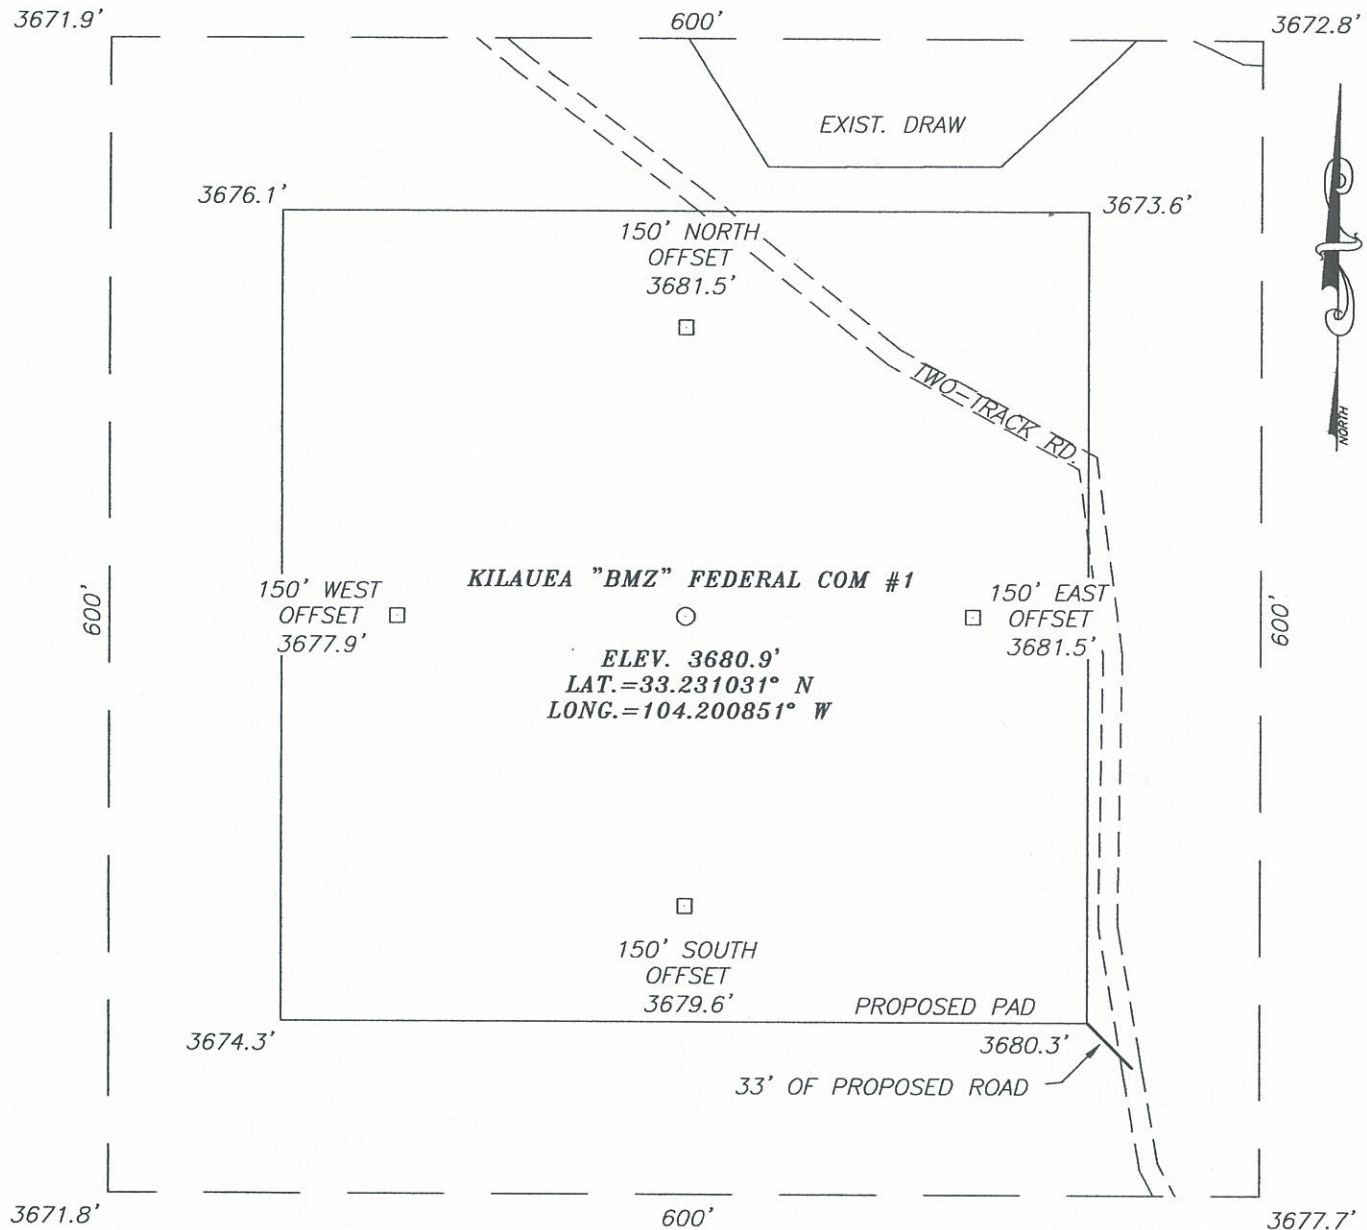 3671.9'
600'
3672.8'
EXIST. DRAW
3676.1'
3673.6'
150' NORTH
OFFSET
3681.5'
NORTH
TWO-TRACK RD.
KILAUEA "BMZ" FEDERAL COM #1
150' WEST
OFFSET
3677.9'
150' EAST
OFFSET
3681.5'
600'
600'
ELEV. 3680.9'
LAT.=33.231031° N
LONG.=104.200851° W
150' SOUTH
OFFSET
3679.6'
PROPOSED PAD
3674.3'
3680.3'
33' OF PROPOSED ROAD
3671.8'
600'
3677.7'